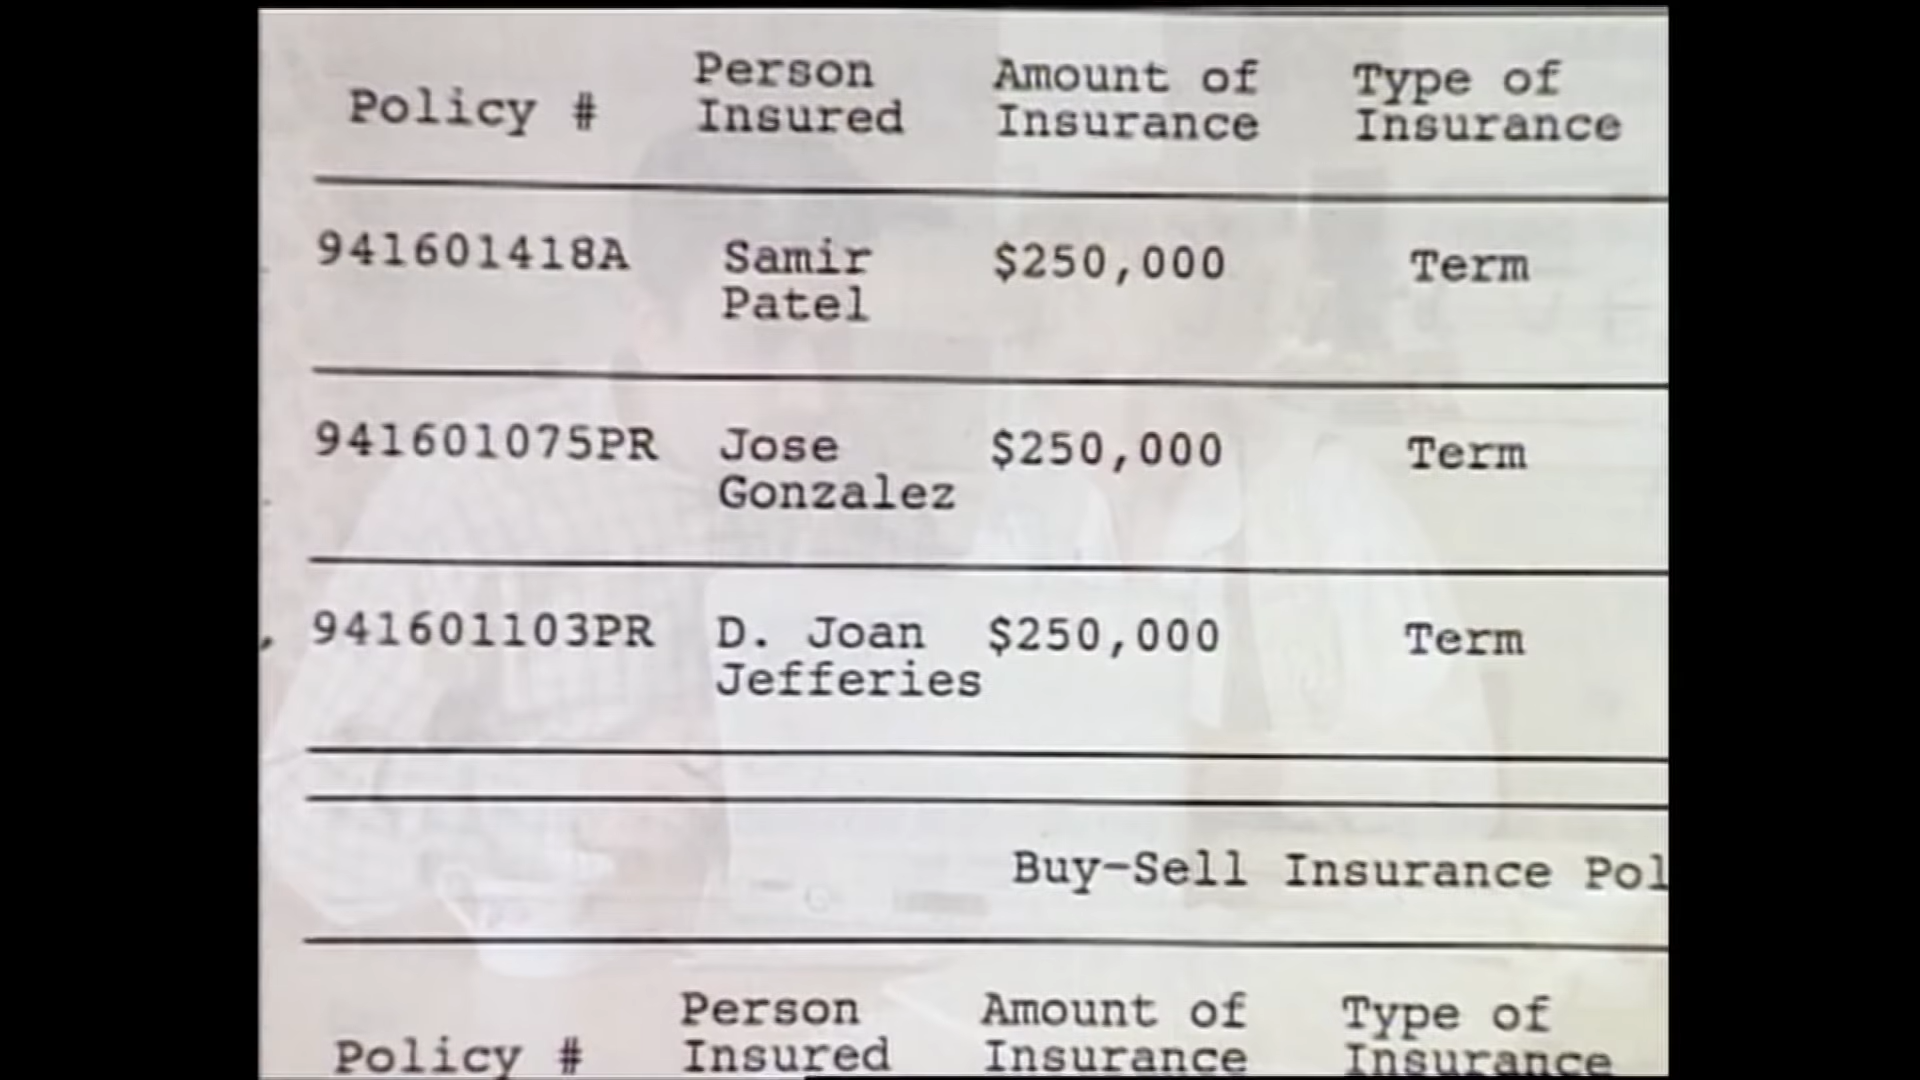 Policy # Person Insured Amount of Insurance Type of Insurance
941601418A Samir Patel $250,000 Term
941601075PR Jose Gonzalez $250,000 Term
941601103PR D. Joan Jefferies $250,000 Term
Buy-Sell Insurance Pol
Policy # Person Insured Amount of Insurance Type of Insurance